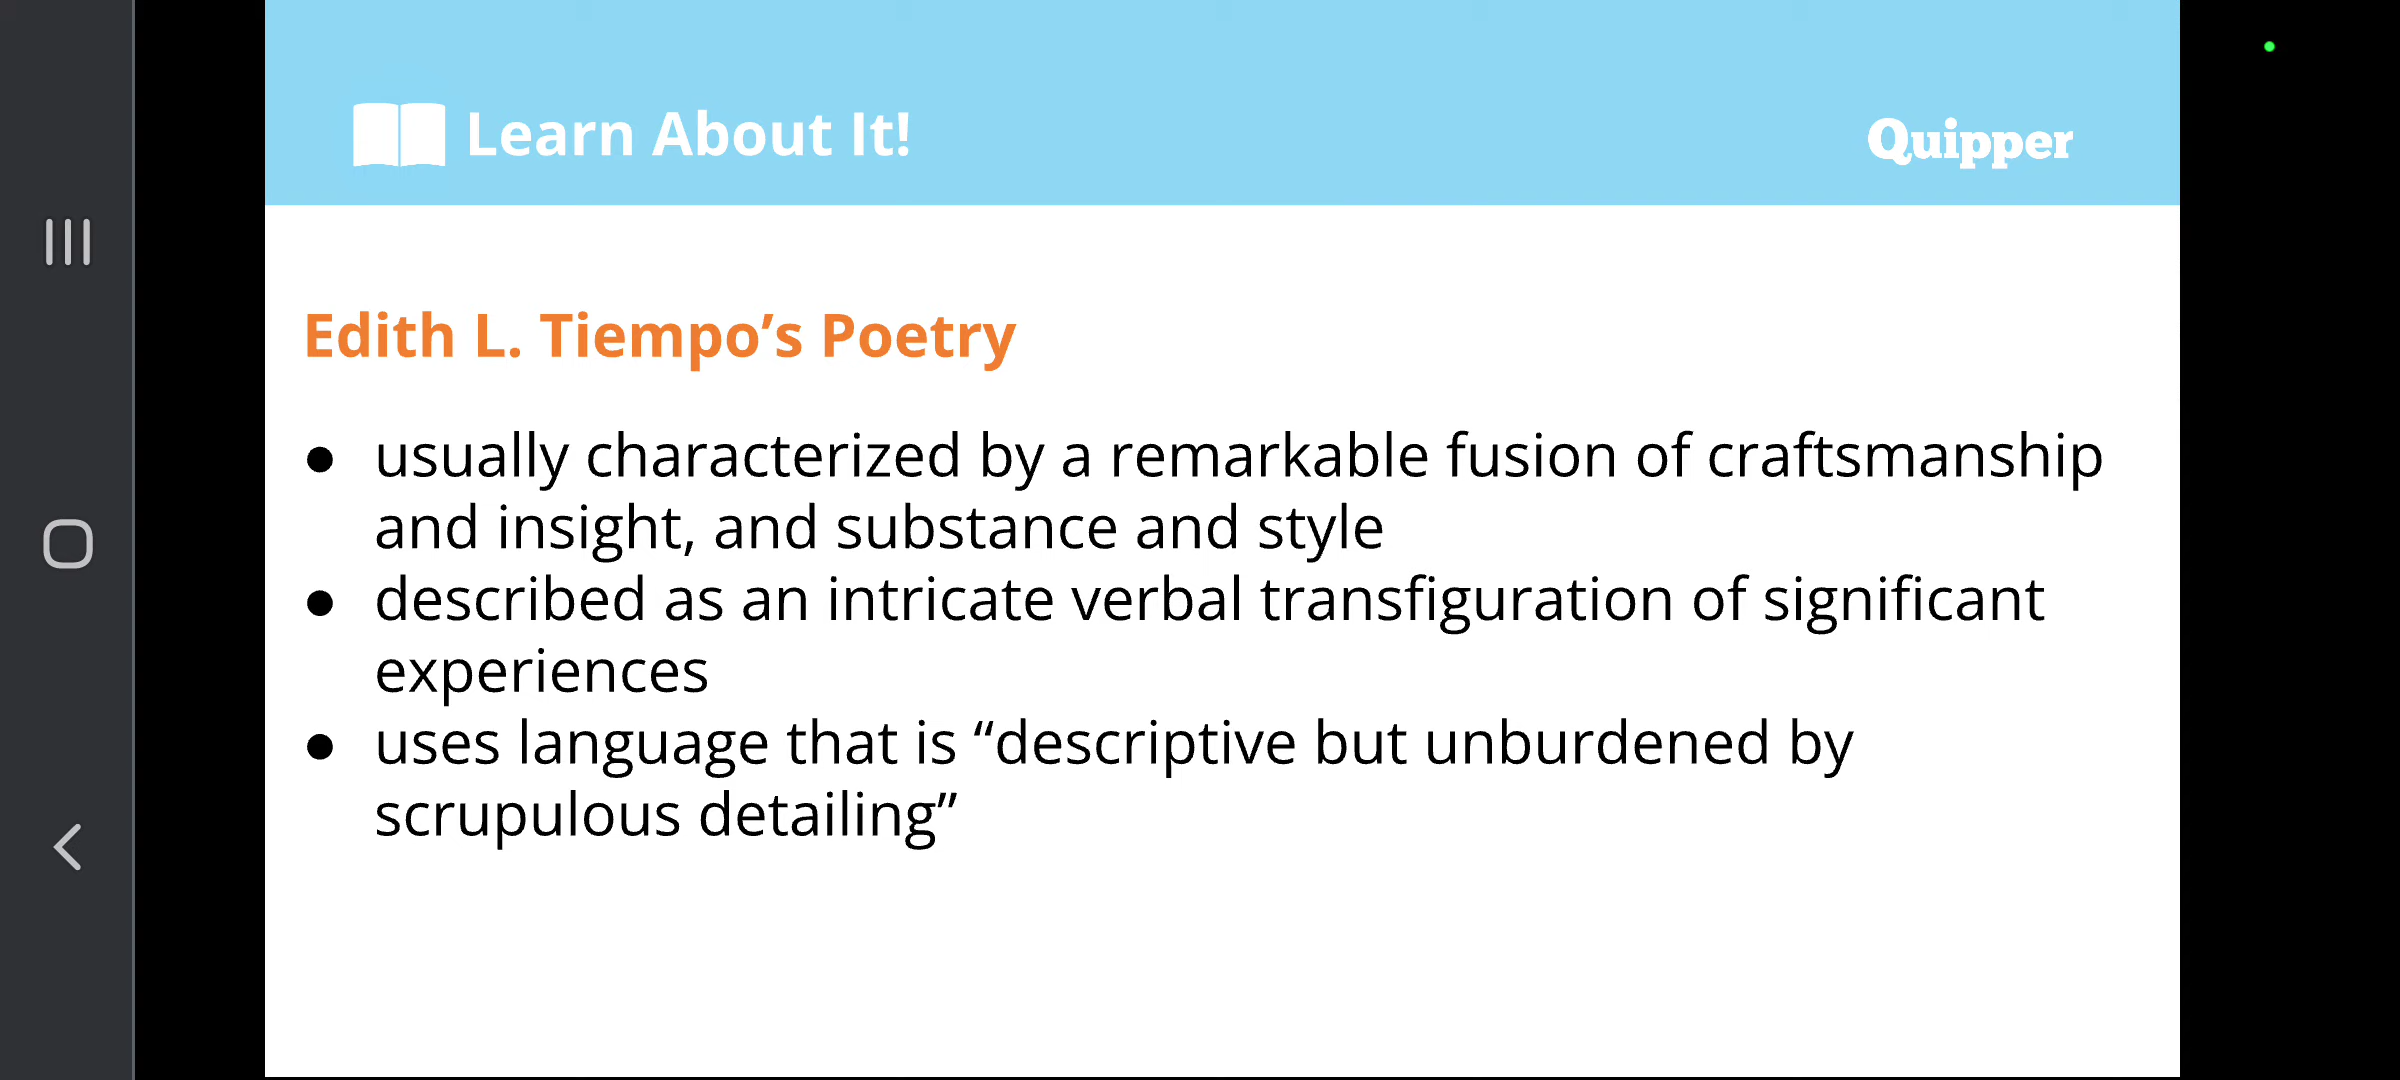 Learn About It!
Quipper
Edith L. Tiempo’s Poetry
● usually characterized by a remarkable fusion of craftsmanship
and insight, and substance and style
● described as an intricate verbal transfiguration of significant
experiences
● uses language that is “descriptive but unburdened by
scrupulous detailing”